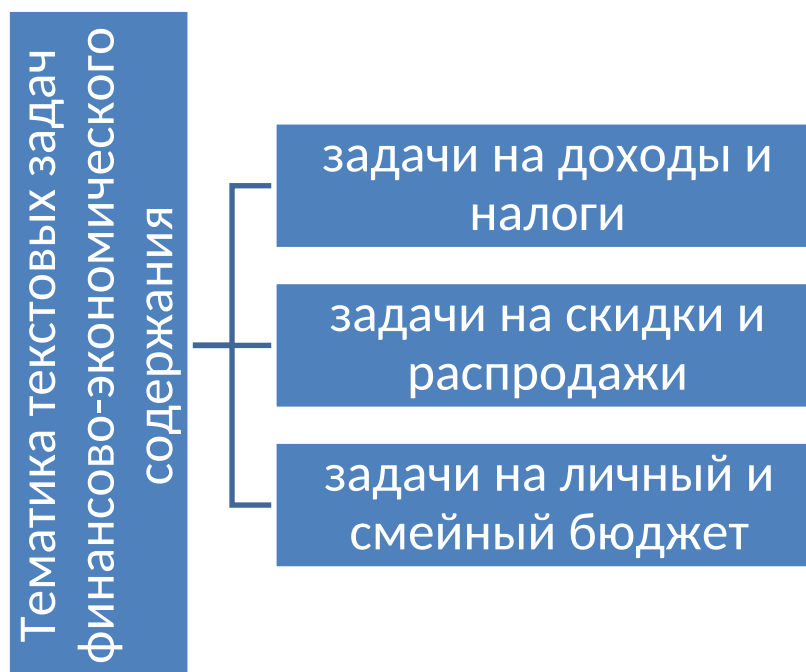 Тематика текстовых задач
финансово-экономического
содержания
задачи на доходы и
налоги
задачи на скидки и
распродажи
задачи на личный и
смейный бюджет